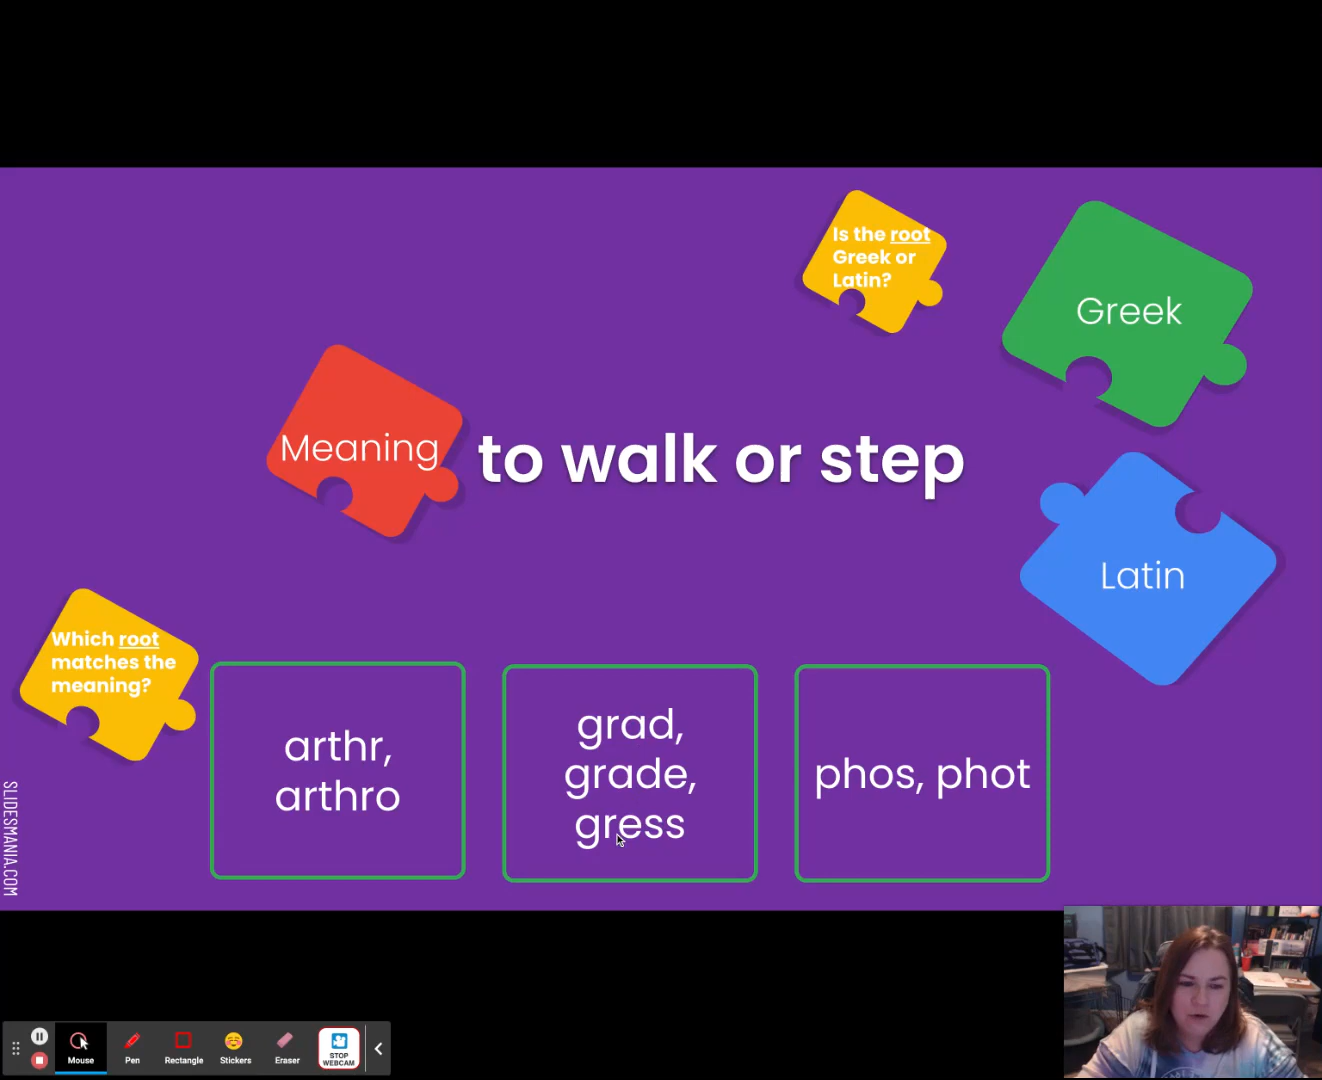 Is the root
Greek or
Latin?
Greek
Meaning
to walk or step
Latin
Which root
matches the
meaning?
arthr,
arthro
grad,
grade,
gress
phos, phot
SLIDESMANIA.COM
Mouse
Pen
Rectangle
Stickers
Eraser
STOP
WEBCAM